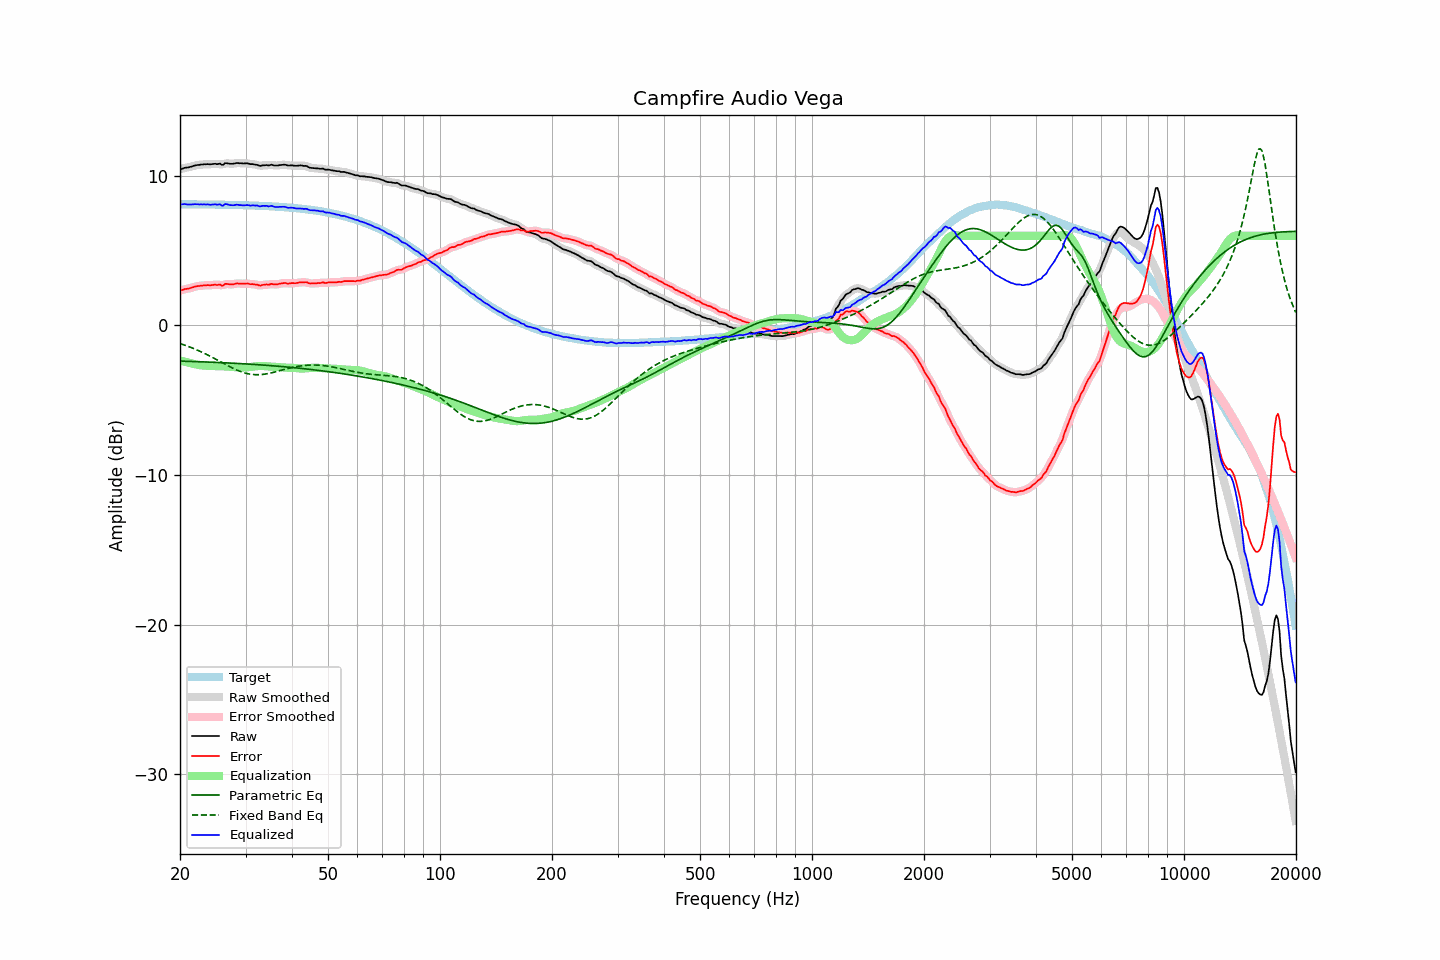 Campfire Audio Vega
Amplitude (dBr)
10
0
−10
−20
−30
Target
Raw Smoothed
Error Smoothed
Raw
Error
Equalization
Parametric Eq
Fixed Band Eq
Equalized
20 50 100 200 500 1000 2000 5000 10000 20000
Frequency (Hz)